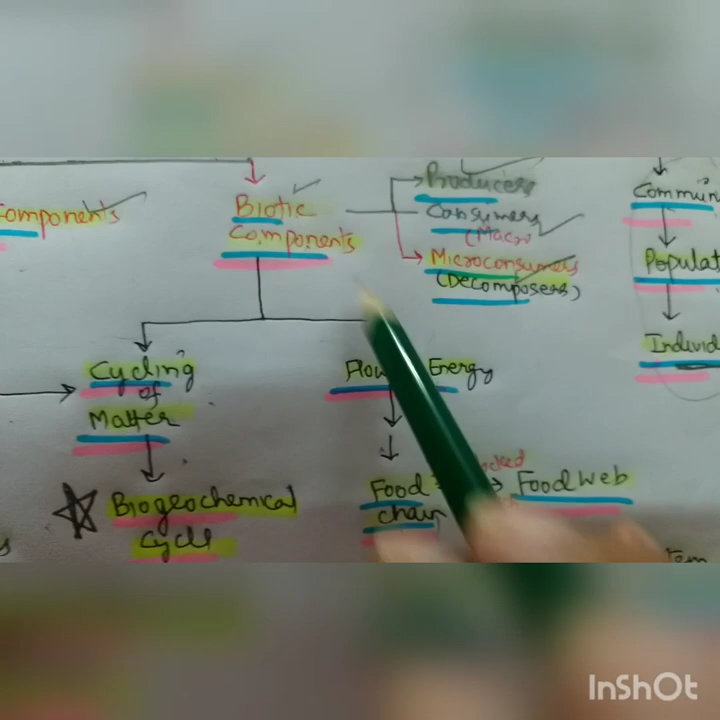 Components
Biotic
Components
Producers
Consumers
(Macro
Microconsumers
(Decomposers)
Commun
Populat
Individ
Cycling
of
Matter
Flow Energy
Biogeochemical
Cycle
Food
chain
Food web
InShOt